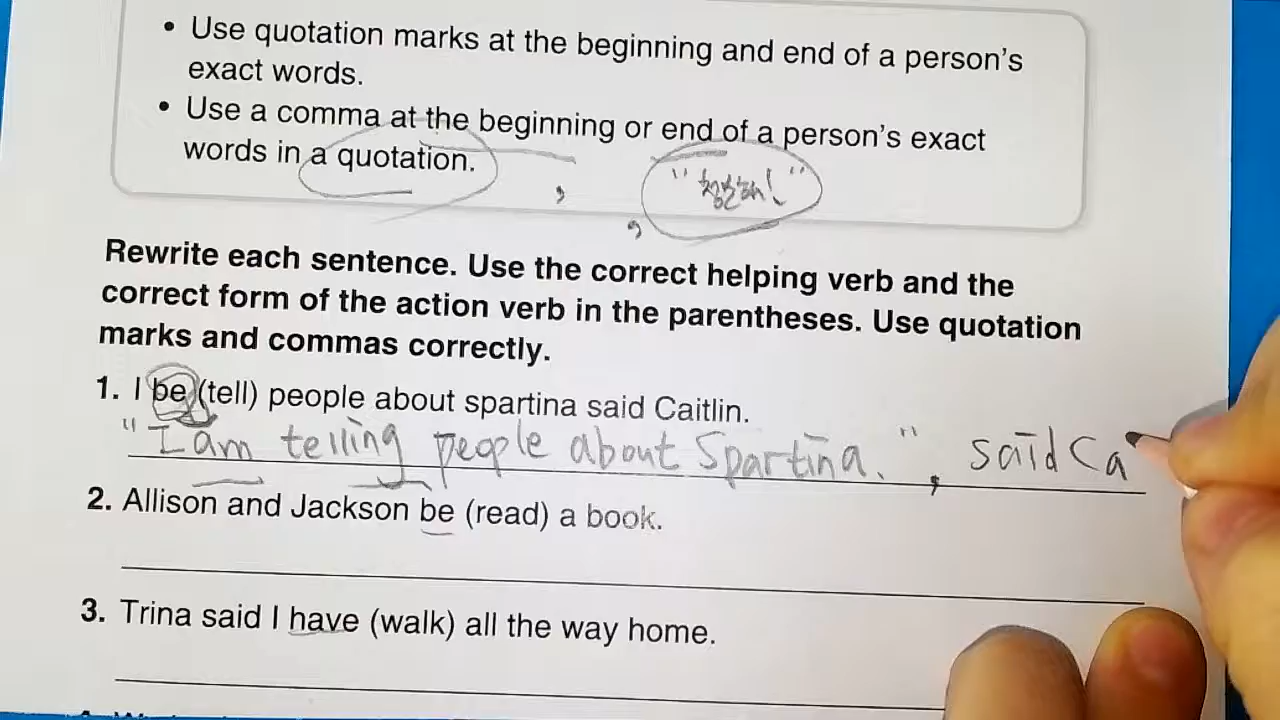 • Use quotation marks at the beginning and end of a person's
exact words.
• Use a comma at the beginning or end of a person's exact
words in a quotation.
, , "청안해!"
Rewrite each sentence. Use the correct helping verb and the
correct form of the action verb in the parentheses. Use quotation
marks and commas correctly.
1. I be (tell) people about spartina said Caitlin.
"I am telling people about Spartina.", said Ca
2. Allison and Jackson be (read) a book.
3. Trina said I have (walk) all the way home.